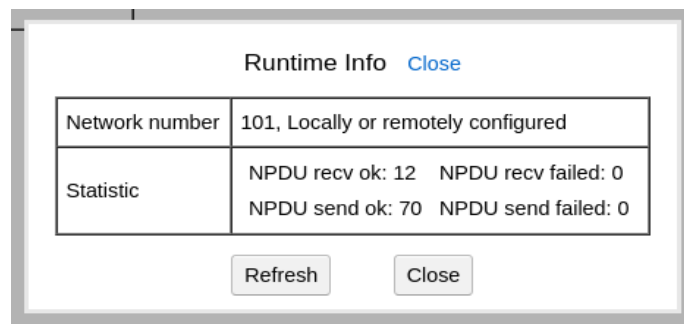 Runtime Info Close
Network number 101, Locally or remotely configured
Statistic
NPDU recv ok: 12 NPDU recv failed: 0
NPDU send ok: 70 NPDU send failed: 0
Refresh Close